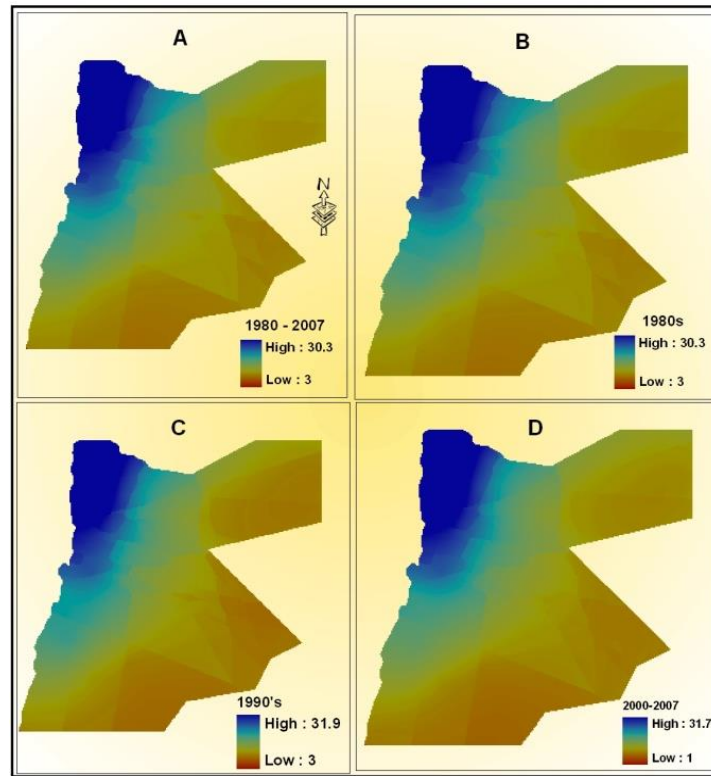 A
N
1980 - 2007
High : 30.3
Low : 3
B
1980s
High : 30.3
Low : 3
C
1990's
High : 31.9
Low : 3
D
2000-2007
High : 31.7
Low : 1